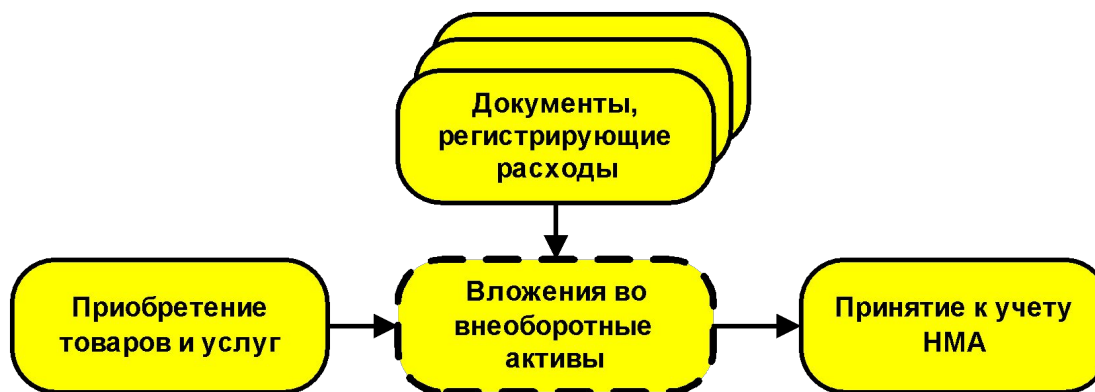 Документы,
регистрирующие
расходы
Приобретение
товаров и услуг
Вложения во
внеоборотные
активы
Принятие к учету
НМА